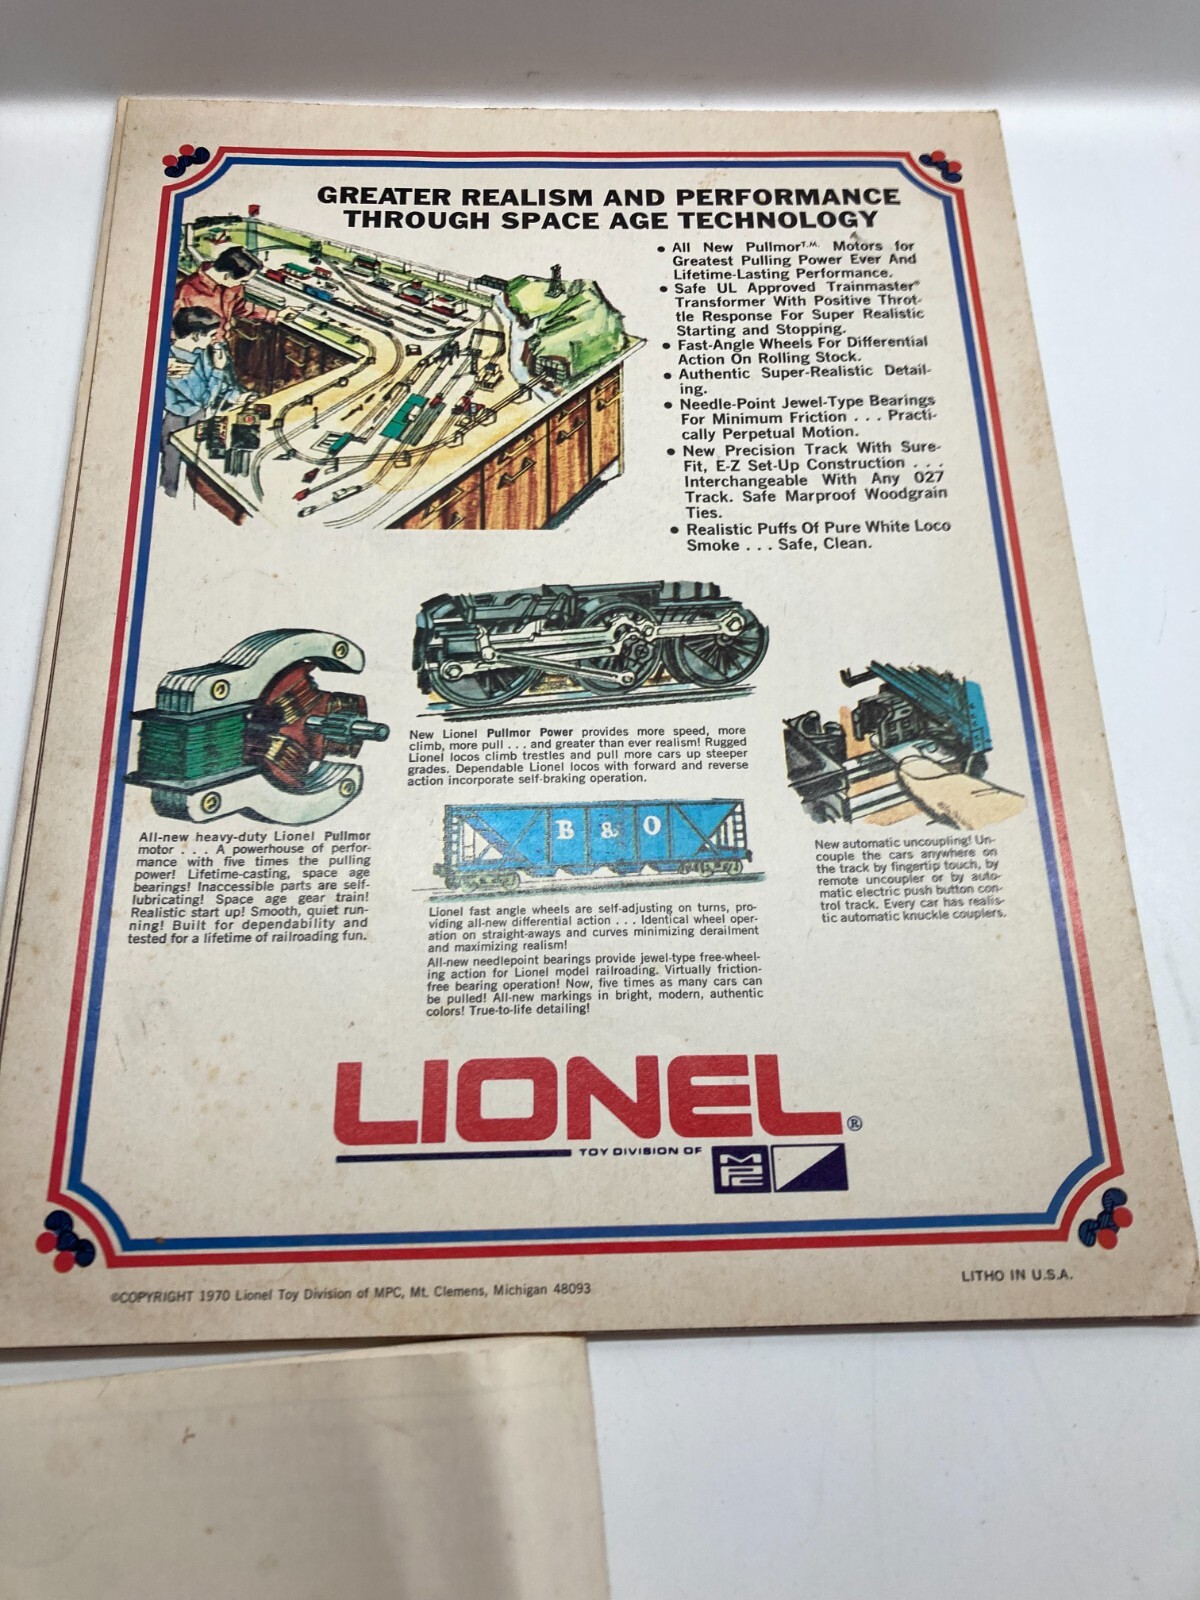 GREATER REALISM AND PERFORMANCE
THROUGH SPACE AGE TECHNOLOGY
• All New Pullmor T.M. Motors for
Greatest Pulling Power Ever And
Lifetime-Lasting Performance.
• Safe UL Approved Trainmaster®
Transformer With Positive Throt-
tle Response For Super Realistic
Starting and Stopping.
• Fast-Angle Wheels For Differential
Action On Rolling Stock.
• Authentic Super-Realistic Detail-
ing.
• Needle-Point Jewel-Type Bearings
For Minimum Friction . . . Practi-
cally Perpetual Motion.
• New Precision Track With Sure-
Fit, E-Z Set-Up Construction . . .
Interchangeable With Any 027
Track. Safe Marproof Woodgrain
Ties.
• Realistic Puffs Of Pure White Loco
Smoke . . . Safe, Clean.
New Lionel Pullmor Power provides more speed, more
climb, more pull . . . and greater than ever realism! Rugged
Lionel locos climb trestles and pull more cars up steeper
grades. Dependable Lionel locos with forward and reverse
action incorporate self-braking operation.
All-new heavy-duty Lionel Pullmor
motor . . . . A powerhouse of perfor-
mance with five times the pulling
power! Lifetime-casting, space age
bearings! Inaccessible parts are self-
lubricating! Space age gear train!
Realistic start up! Smooth, quiet run-
ning! Built for dependability and
tested for a lifetime of railroading fun.
B & O
Lionel fast angle wheels are self-adjusting on turns, pro-
viding all-new differential action . . . Identical wheel oper-
ation on straight-aways and curves minimizing derailment
and maximizing realism!
All-new needlepoint bearings provide jewel-type free-wheel-
ing action for Lionel model railroading. Virtually friction-
free bearing operation! Now, five times as many cars can
be pulled! All-new markings in bright, modern, authentic
colors! True-to-life detailing!
New automatic uncoupling! Un-
couple the cars anywhere on
the track by fingertip touch, by
remote uncoupler or by auto-
matic electric push button con-
trol track. Every car has realis-
tic automatic knuckle couplers.
LIONEL®
TOY DIVISION OF MPC
©COPYRIGHT 1970 Lionel Toy Division of MPC, Mt. Clemens, Michigan 48093
LITHO IN U.S.A.